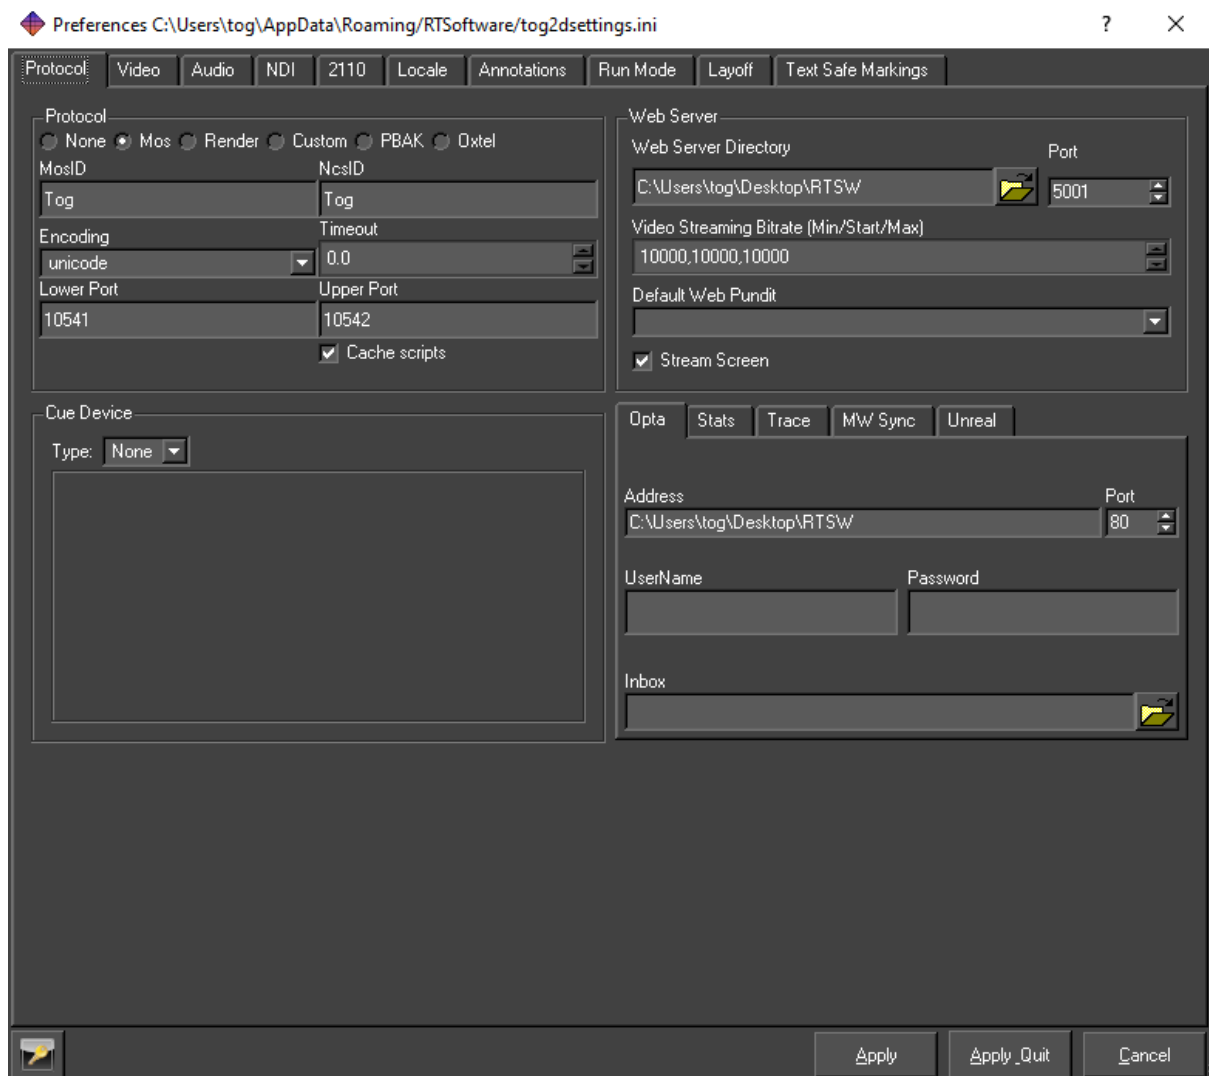 Preferences C:\Users\tog\AppData\Roaming/RTSoftware/tog2dsettings.ini ?
Protocol Video Audio NDI 2110 Locale Annotations Run Mode Layoff Text Safe Markings
Protocol
None Mos Render Custom PBAK Oxtel
MosID NcsID
Tog Tog
Encoding Timeout
unicode 0.0
Lower Port Upper Port
10541 10542
Cache scripts
Web Server
Web Server Directory Port
C:\Users\tog\Desktop\RTSW 5001
Video Streaming Bitrate (Min/Start/Max)
10000,10000,10000
Default Web Pundit
Stream Screen
Cue Device
Type: None
Opta Stats Trace MW Sync Unreal
Address Port
C:\Users\tog\Desktop\RTSW 80
UserName Password
Inbox
Apply Apply_Quit Cancel